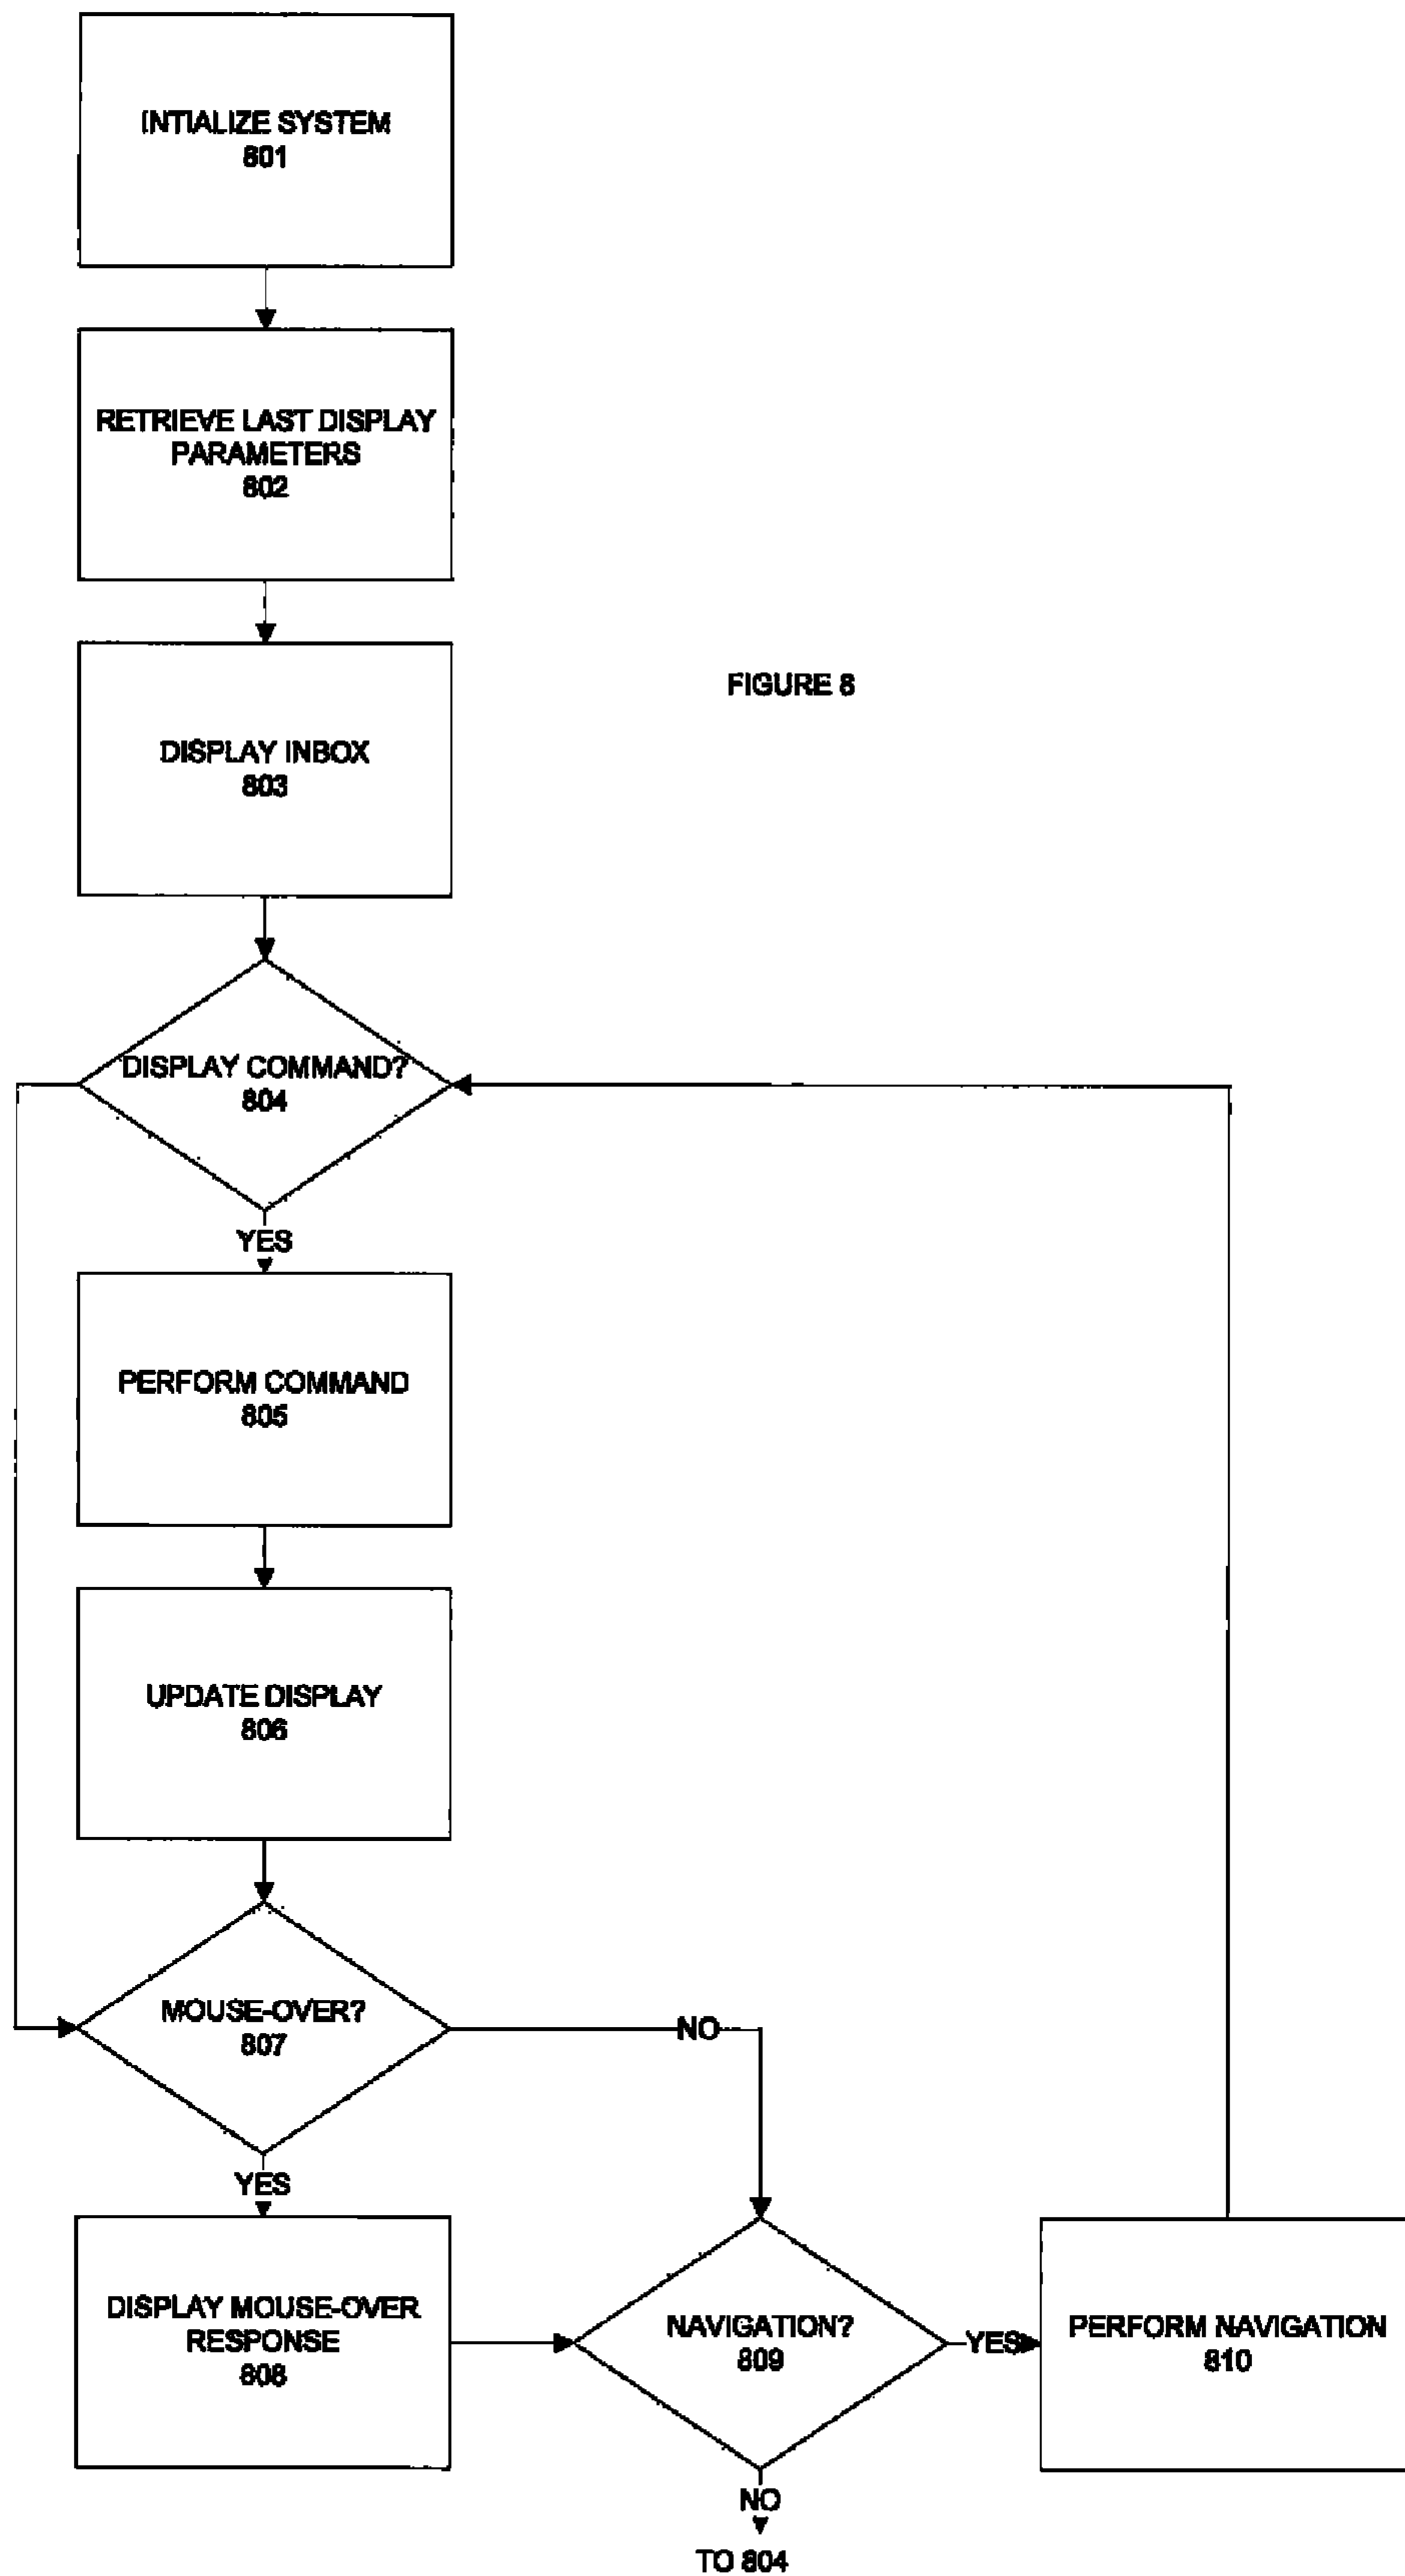 INTIALIZE SYSTEM
801
RETRIEVE LAST DISPLAY
PARAMETERS
802
FIGURE 8
DISPLAY INBOX
803
DISPLAY COMMAND?
804
YES
PERFORM COMMAND
805
UPDATE DISPLAY
806
MOUSE-OVER?
807
NO
YES
DISPLAY MOUSE-OVER
RESPONSE
808
NAVIGATION?
809
YES
PERFORM NAVIGATION
810
NO
TO 804